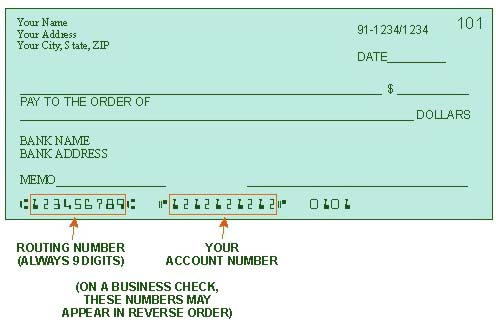 Your Name
Your Address
Your City, State, ZIP
91-1234/1234
101
DATE
$
PAY TO THE ORDER OF
DOLLARS
BANK NAME
BANK ADDRESS
MEMO
⑆123456789⑆ ⑈1212121212⑈ 0101
ROUTING NUMBER
(ALWAYS 9 DIGITS)
YOUR
ACCOUNT NUMBER
(ON A BUSINESS CHECK,
THESE NUMBERS MAY
APPEAR IN REVERSE ORDER)